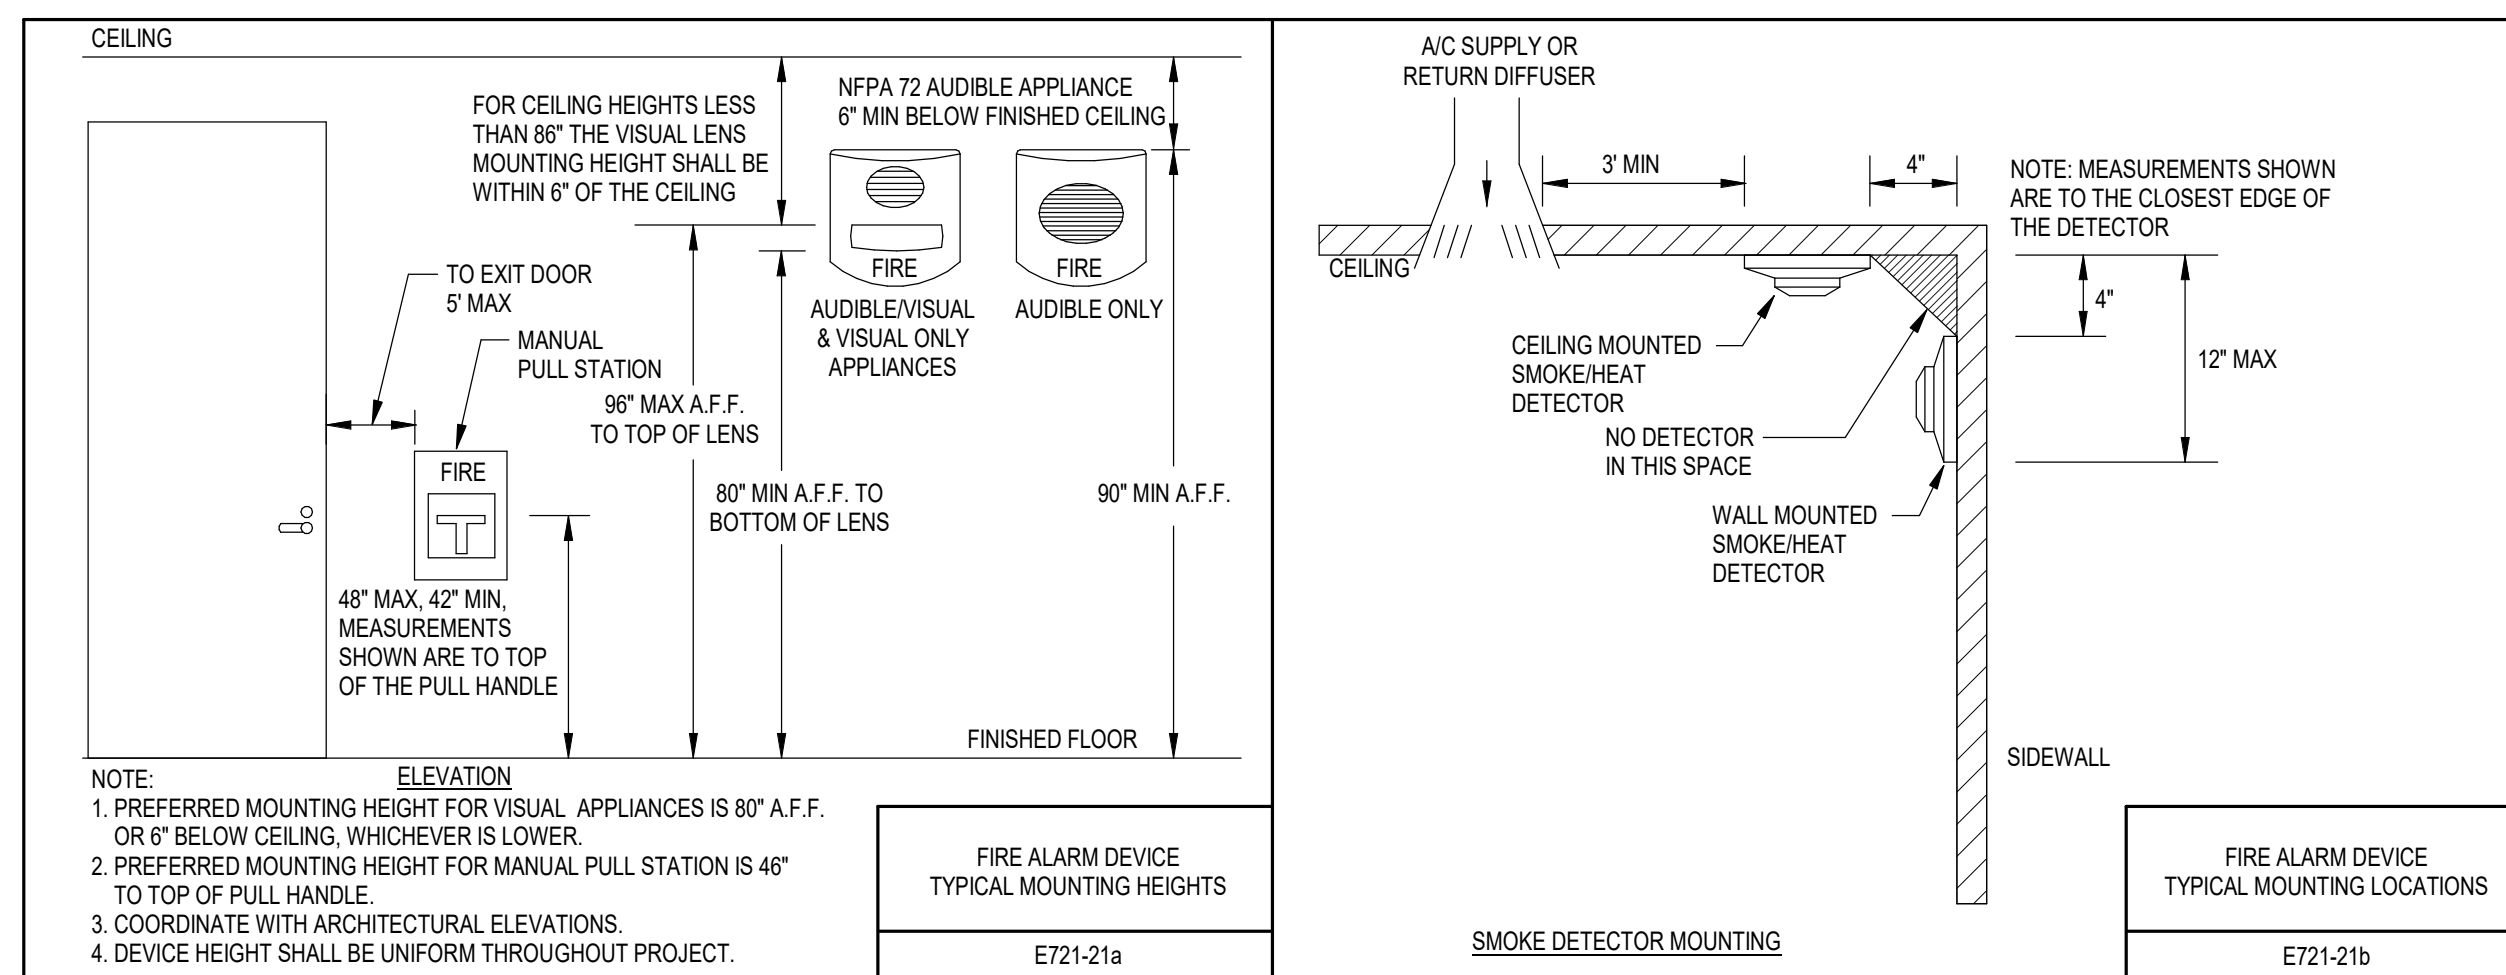 CEILING
FOR CEILING HEIGHTS LESS
THAN 86" THE VISUAL LENS
MOUNTING HEIGHT SHALL BE
WITHIN 6" OF THE CEILING
NFPA 72 AUDIBLE APPLIANCE
6" MIN BELOW FINISHED CEILING
FIRE
FIRE
AUDIBLE/VISUAL
& VISUAL ONLY
APPLIANCES
AUDIBLE ONLY
TO EXIT DOOR
5' MAX
MANUAL
PULL STATION
FIRE
96" MAX A.F.F.
TO TOP OF LENS
80" MIN A.F.F. TO
BOTTOM OF LENS
90" MIN A.F.F.
48" MAX, 42" MIN,
MEASUREMENTS
SHOWN ARE TO TOP
OF THE PULL HANDLE
FINISHED FLOOR
ELEVATION
NOTE:
1. PREFERRED MOUNTING HEIGHT FOR VISUAL APPLIANCES IS 80" A.F.F.
OR 6" BELOW CEILING, WHICHEVER IS LOWER.
2. PREFERRED MOUNTING HEIGHT FOR MANUAL PULL STATION IS 46"
TO TOP OF PULL HANDLE.
3. COORDINATE WITH ARCHITECTURAL ELEVATIONS.
4. DEVICE HEIGHT SHALL BE UNIFORM THROUGHOUT PROJECT.
FIRE ALARM DEVICE
TYPICAL MOUNTING HEIGHTS
E721-21a
A/C SUPPLY OR
RETURN DIFFUSER
3' MIN
4"
NOTE: MEASUREMENTS SHOWN
ARE TO THE CLOSEST EDGE OF
THE DETECTOR
CEILING
4"
12" MAX
CEILING MOUNTED
SMOKE/HEAT
DETECTOR
NO DETECTOR
IN THIS SPACE
WALL MOUNTED
SMOKE/HEAT
DETECTOR
SIDEWALL
SMOKE DETECTOR MOUNTING
FIRE ALARM DEVICE
TYPICAL MOUNTING LOCATIONS
E721-21b